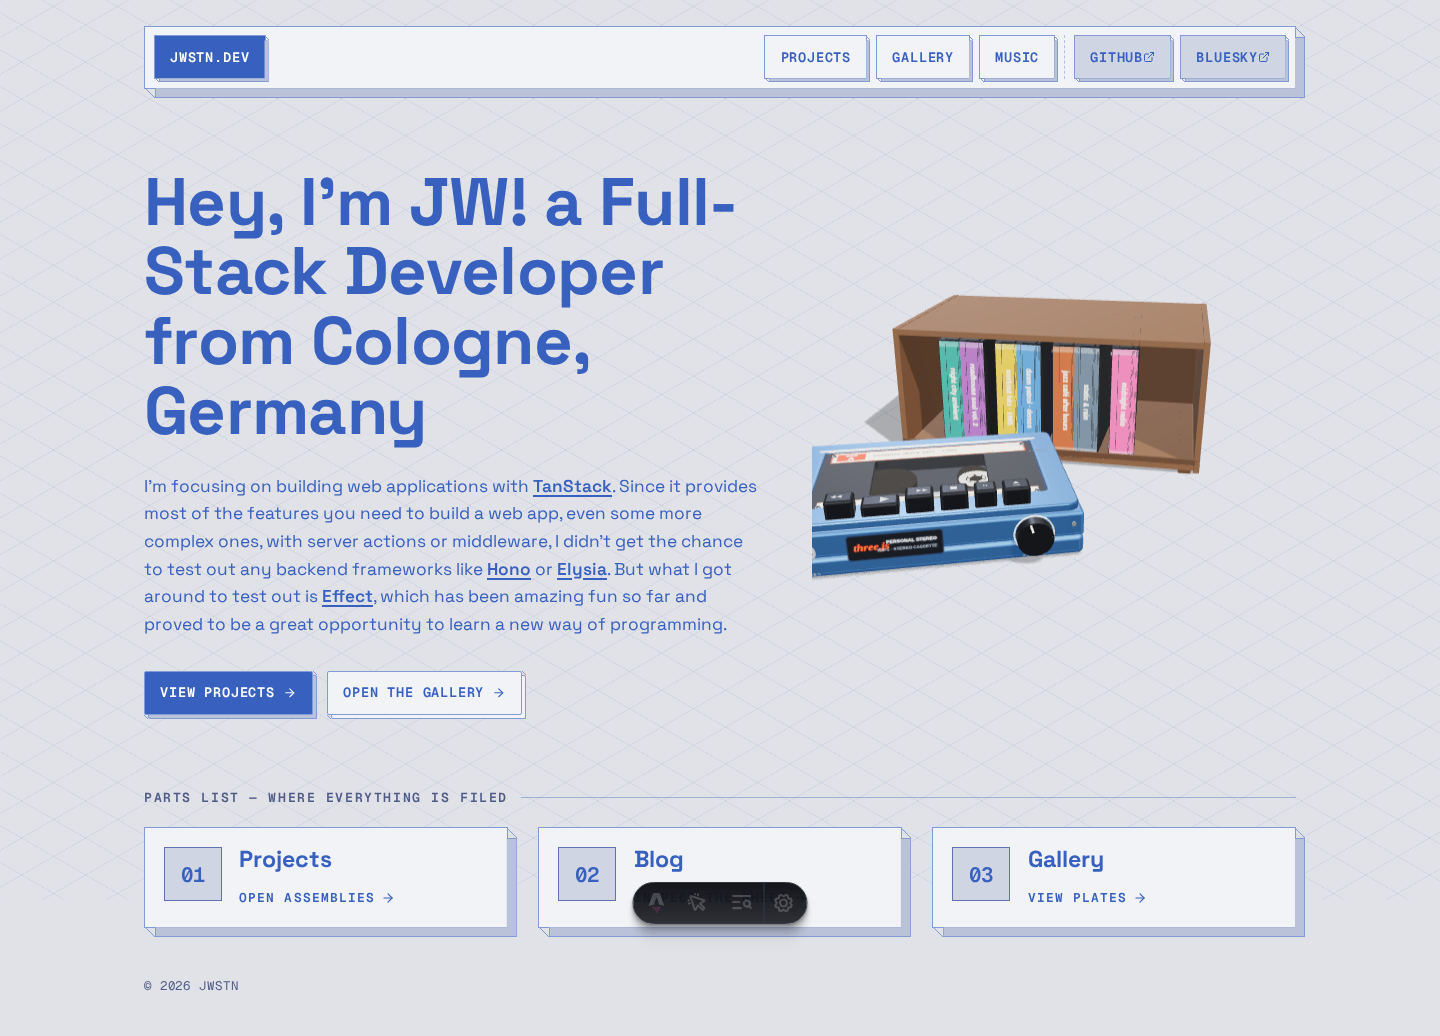 JWSTN.DEV
PROJECTS
GALLERY
MUSIC
GITHUB
BLUESKY
Hey, I’m JW! a Full-
Stack Developer
from Cologne,
Germany
I’m focusing on building web applications with TanStack. Since it provides
most of the features you need to build a web app, even some more
complex ones, with server actions or middleware, I didn’t get the chance
to test out any backend frameworks like Hono or Elysia. But what I got
around to test out is Effect, which has been amazing fun so far and
proved to be a great opportunity to learn a new way of programming.
VIEW PROJECTS →
OPEN THE GALLERY →
three.js
PERSONAL STEREO
PARTS LIST — WHERE EVERYTHING IS FILED
01
Projects
OPEN ASSEMBLIES →
02
Blog
03
Gallery
VIEW PLATES →
© 2026 JWSTN